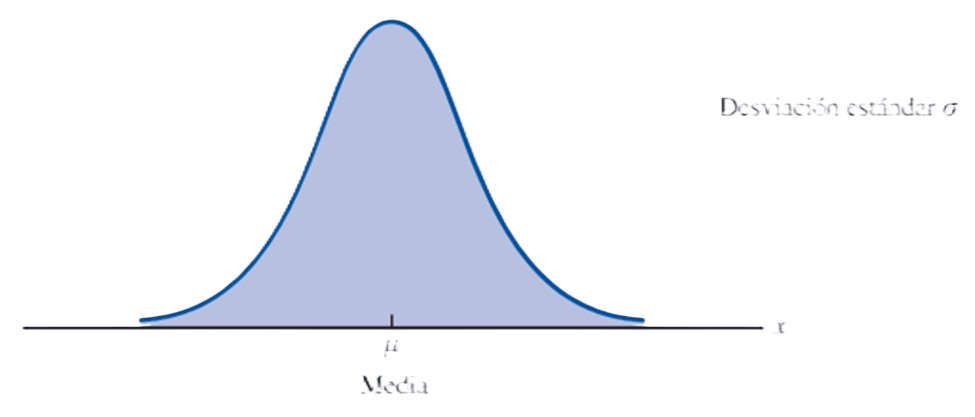 Desviación estándar σ
x
μ
Media